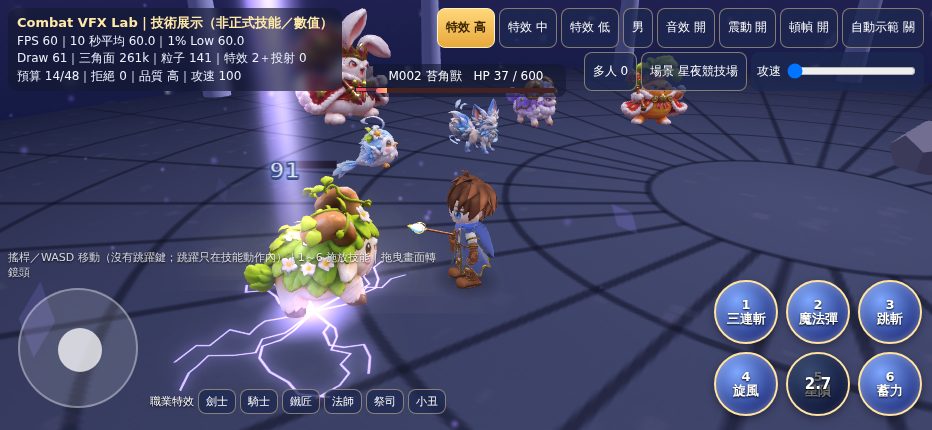 Combat VFX Lab｜技術展示（非正式技能／數值）
FPS 60｜10 秒平均 60.0｜1% Low 60.0
Draw 61｜三角面 261k｜粒子 141｜特效 2＋投射 0
預算 14/48｜拒絕 0｜品質 高｜攻速 100
特效 高
特效 中
特效 低
男
音效 開
震動 開
頓幀 開
自動示範 關
多人 0
場景 星夜競技場
攻速
M002 苔角獸 HP 37 / 600
91
搖桿／WASD 移動（沒有跳躍鍵；跳躍只在技能動作內）｜1～6 施放技能｜拖曳畫面轉
鏡頭
1
三連斬
2
魔法彈
3
跳斬
4
旋風
2.7
6
蓄力
職業特效
劍士
騎士
鐵匠
法師
祭司
小丑